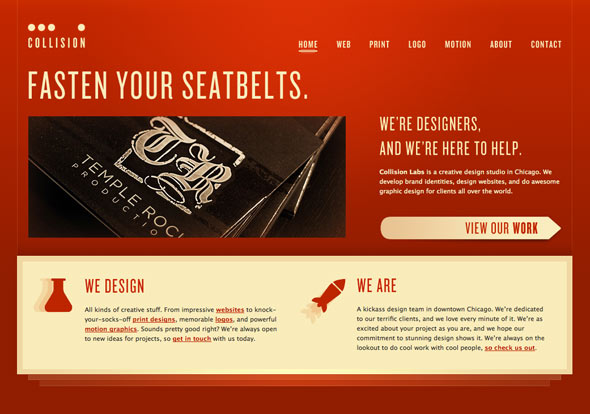 COLLISION
HOME WEB PRINT LOGO MOTION ABOUT CONTACT
FASTEN YOUR SEATBELTS.
TR
TEMPLE ROC
PRODUCTIO
WE'RE DESIGNERS,
AND WE'RE HERE TO HELP.
Collision Labs is a creative design studio in Chicago. We
develop brand identities, design websites, and do awesome
graphic design for clients all over the world.
VIEW OUR WORK
WE DESIGN
All kinds of creative stuff. From impressive websites to knock-
your-socks-off print designs, memorable logos, and powerful
motion graphics. Sounds pretty good right? We're always open
to new ideas for projects, so get in touch with us today.
WE ARE
A kickass design team in downtown Chicago. We're dedicated
to our terrific clients, and we love every minute of it. We're as
excited about your project as you are, and we hope our
commitment to stunning design shows it. We're always on the
lookout to do cool work with cool people, so check us out.